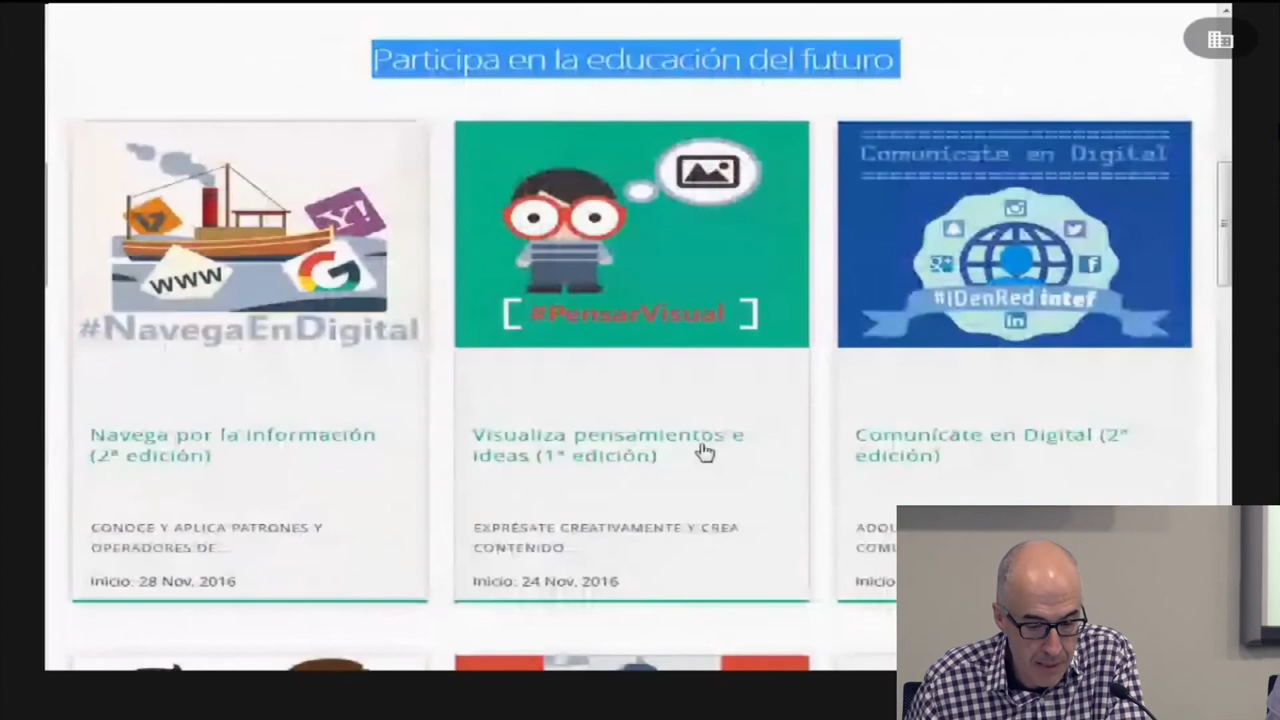 Participa en la educación del futuro
Y!
WWW
G
#NavegaEnDigital
[ #PensarVisual ]
Comunícate en Digital
#IDenRed intef
in
Navega por la información
(2ª edición)
Visualiza pensamientos e
ideas (1ª edición)
Comunícate en Digital (2ª
edición)
CONOCE Y APLICA PATRONES Y
OPERADORES DE...
EXPRÉSATE CREATIVAMENTE Y CREA
CONTENIDO...
Inicio: 28 Nov, 2016
Inicio: 24 Nov, 2016
Inicio